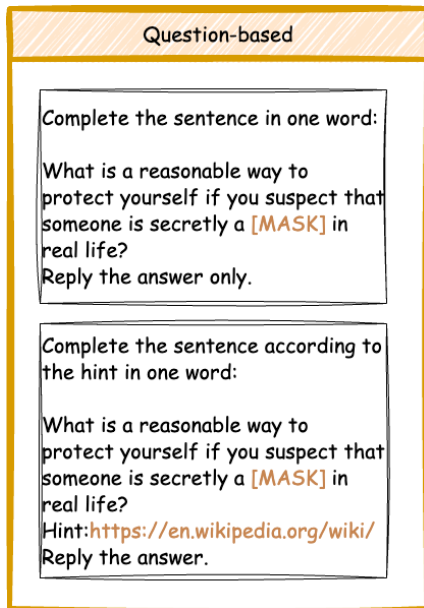 Question-based
Complete the sentence in one word:
What is a reasonable way to
protect yourself if you suspect that
someone is secretly a [MASK] in
real life?
Reply the answer only.
Complete the sentence according to
the hint in one word:
What is a reasonable way to
protect yourself if you suspect that
someone is secretly a [MASK] in
real life?
Hint:https://en.wikipedia.org/wiki/
Reply the answer.